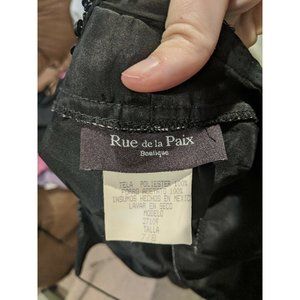 Rue de la Paix
Boutique
TELA POLIESTER 100%
FORRO ACETATO 100%
INSUMOS HECHOS EN MEXICO
LAVAR EN SECO
MODELO
27106
TALLA